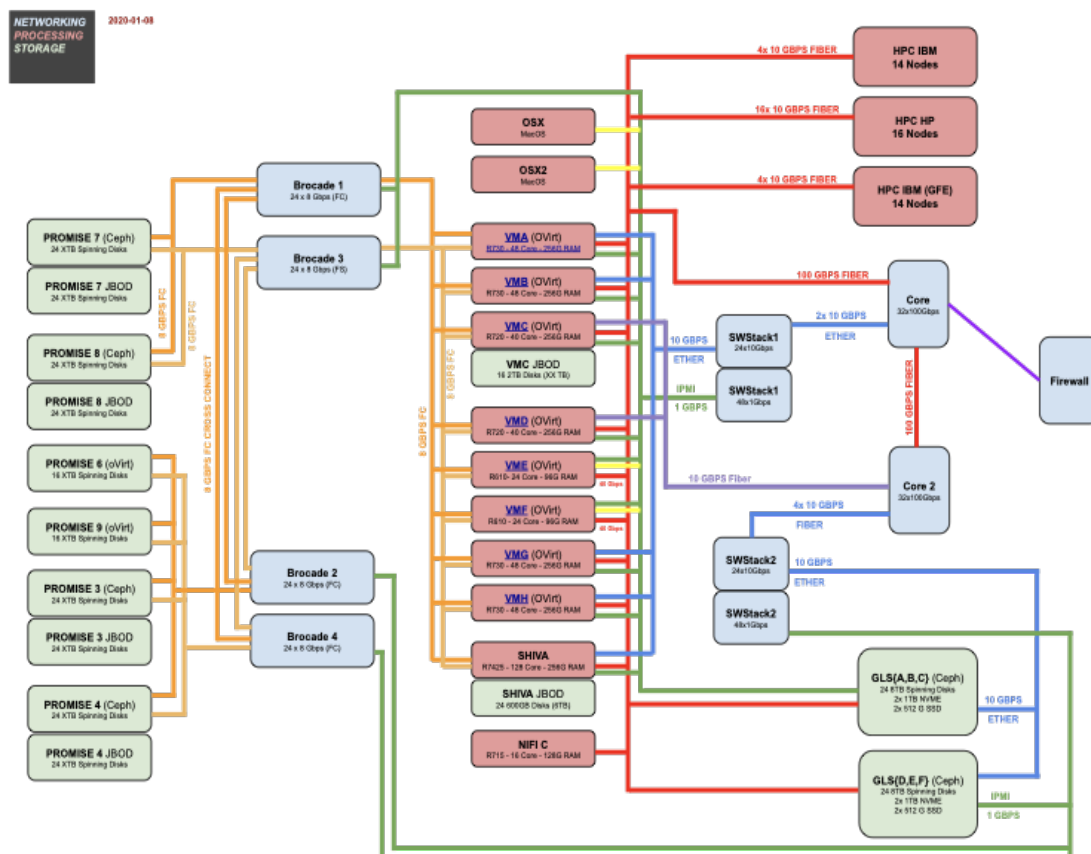 NETWORKING
PROCESSING
STORAGE
2020-01-08
4x 10 GBPS FIBER
HPC IBM
14 Nodes
16x 10 GBPS FIBER
HPC HP
16 Nodes
4x 10 GBPS FIBER
HPC IBM (GFE)
14 Nodes
OSX
MacOS
OSX2
MacOS
Brocade 1
24 x 8 Gbps (FC)
Brocade 3
24 x 8 Gbps (FS)
PROMISE 7 (Ceph)
24 XTB Spinning Disks
PROMISE 7 JBOD
24 XTB Spinning Disks
PROMISE 8 (Ceph)
24 XTB Spinning Disks
PROMISE 8 JBOD
24 XTB Spinning Disks
PROMISE 6 (oVirt)
16 XTB Spinning Disks
PROMISE 9 (oVirt)
16 XTB Spinning Disks
PROMISE 3 (Ceph)
24 XTB Spinning Disks
PROMISE 3 JBOD
24 XTB Spinning Disks
PROMISE 4 (Ceph)
24 XTB Spinning Disks
PROMISE 4 JBOD
24 XTB Spinning Disks
8 GBPS FC
8 GBPS FC
8 GBPS FC CROSS CONNECT
Brocade 2
24 x 8 Gbps (FC)
Brocade 4
24 x 8 Gbps (FC)
8 GBPS FC
8 GBPS FC
VMA (OVirt)
R730 - 48 Core - 256G RAM
VMB (OVirt)
R730 - 48 Core - 256G RAM
VMC (OVirt)
R720 - 40 Core - 256G RAM
VMC JBOD
16 2TB Disks (XX TB)
VMD (OVirt)
R720 - 40 Core - 256G RAM
VME (OVirt)
R610- 24 Core - 96G RAM
40 Gbps
VMF (OVirt)
R610 - 24 Core - 96G RAM
40 Gbps
VMG (OVirt)
R730 - 48 Core - 256G RAM
VMH (OVirt)
R730 - 48 Core - 256G RAM
SHIVA
R7425 - 128 Core - 256G RAM
SHIVA JBOD
24 600GB Disks (6TB)
NIFI C
R715 - 16 Core - 128G RAM
100 GBPS FIBER
Core
32x100Gbps
2x 10 GBPS
ETHER
10 GBPS
ETHER
SWStack1
24x10Gbps
IPMI
1 GBPS
SWStack1
48x1Gbps
Firewall
100 GBPS FIBER
Core 2
32x100Gbps
10 GBPS Fiber
4x 10 GBPS
FIBER
SWStack2
24x10Gbps
10 GBPS
ETHER
SWStack2
48x1Gbps
GLS{A,B,C} (Ceph)
24 8TB Spinning Disks
2x 1TB NVME
2x 512 G SSD
10 GBPS
ETHER
GLS{D,E,F} (Ceph)
24 8TB Spinning Disks
2x 1TB NVME
2x 512 G SSD
IPMI
1 GBPS